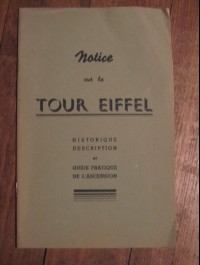 Notice
sur la
TOUR EIFFEL
HISTORIQUE
DESCRIPTION
et
GUIDE PRATIQUE
DE L'ASCENSION